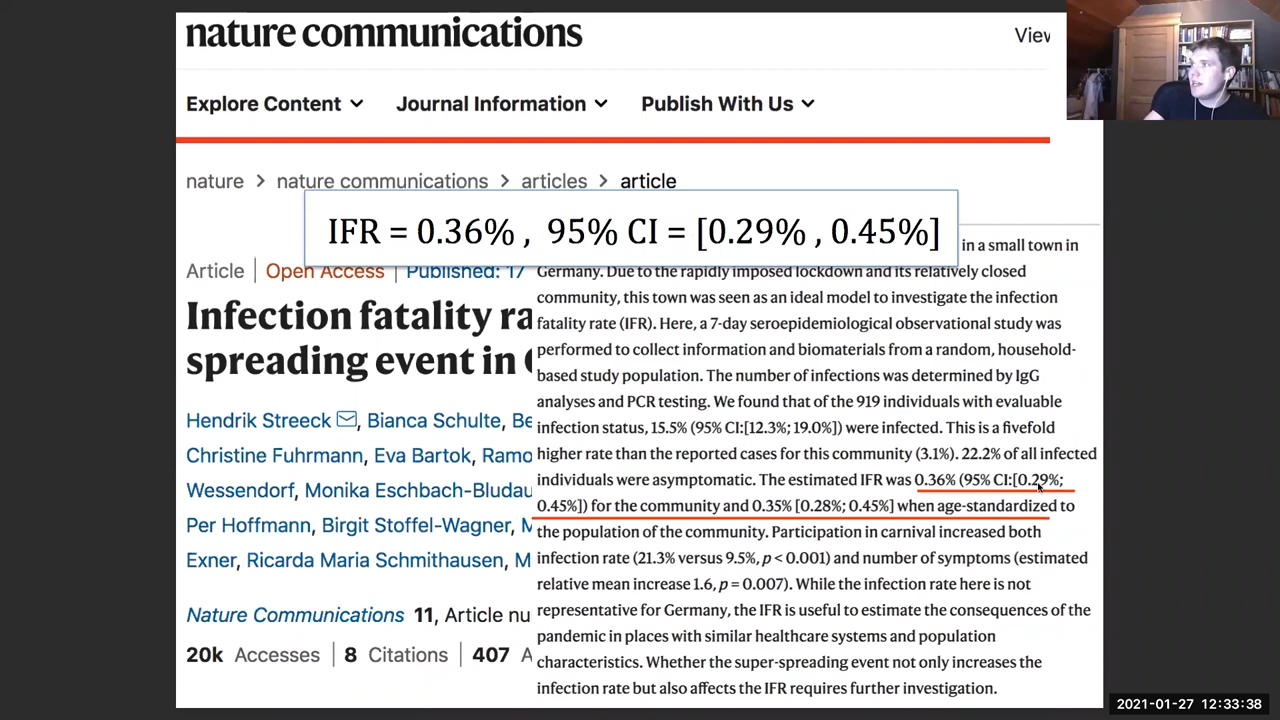 nature communications
View
Explore Content
Journal Information
Publish With Us
nature > nature communications > articles > article
IFR = 0.36% , 95% CI = [0.29% , 0.45%]
Article | Open Access | Published: 17
Infection fatality
spreading event in
Hendrik Streeck, Bianca Schulte,
Christine Fuhrmann, Eva Bartok,
Wessendorf, Monika
Per Hoffmann, Birgit Stoffel-Wagner,
Exner, Ricarda Maria Schmithausen,
Nature Communications 11, Article
20k Accesses | 8 Citations | 407
in a small town in
Germany. Due to the rapidly imposed lockdown and its relatively closed
community, this town was seen as an ideal model to investigate the infection
fatality rate (IFR). Here, a 7-day seroepidemiological observational study was
performed to collect information and biomaterials from a random, household-
based study population. The number of infections was determined by IgG
analyses and PCR testing. We found that of the 919 individuals with evaluable
infection status, 15.5% (95% CI:[12.3%; 19.0%]) were infected. This is a fivefold
higher rate than the reported cases for this community (3.1%). 22.2% of all infected
individuals were asymptomatic. The estimated IFR was 0.36% (95% CI:[0.29%;
0.45%]) for the community and 0.35% [0.28%; 0.45%] when age-standardized to
the population of the community. Participation in carnival increased both
infection rate (21.3% versus 9.5%, p < 0.001) and number of symptoms (estimated
relative mean increase 1.6, p = 0.007). While the infection rate here is not
representative for Germany, the IFR is useful to estimate the consequences of the
pandemic in places with similar healthcare systems and population
characteristics. Whether the super-spreading event not only increases the
infection rate but also affects the IFR requires further investigation.
2021-01-27 12:33:38